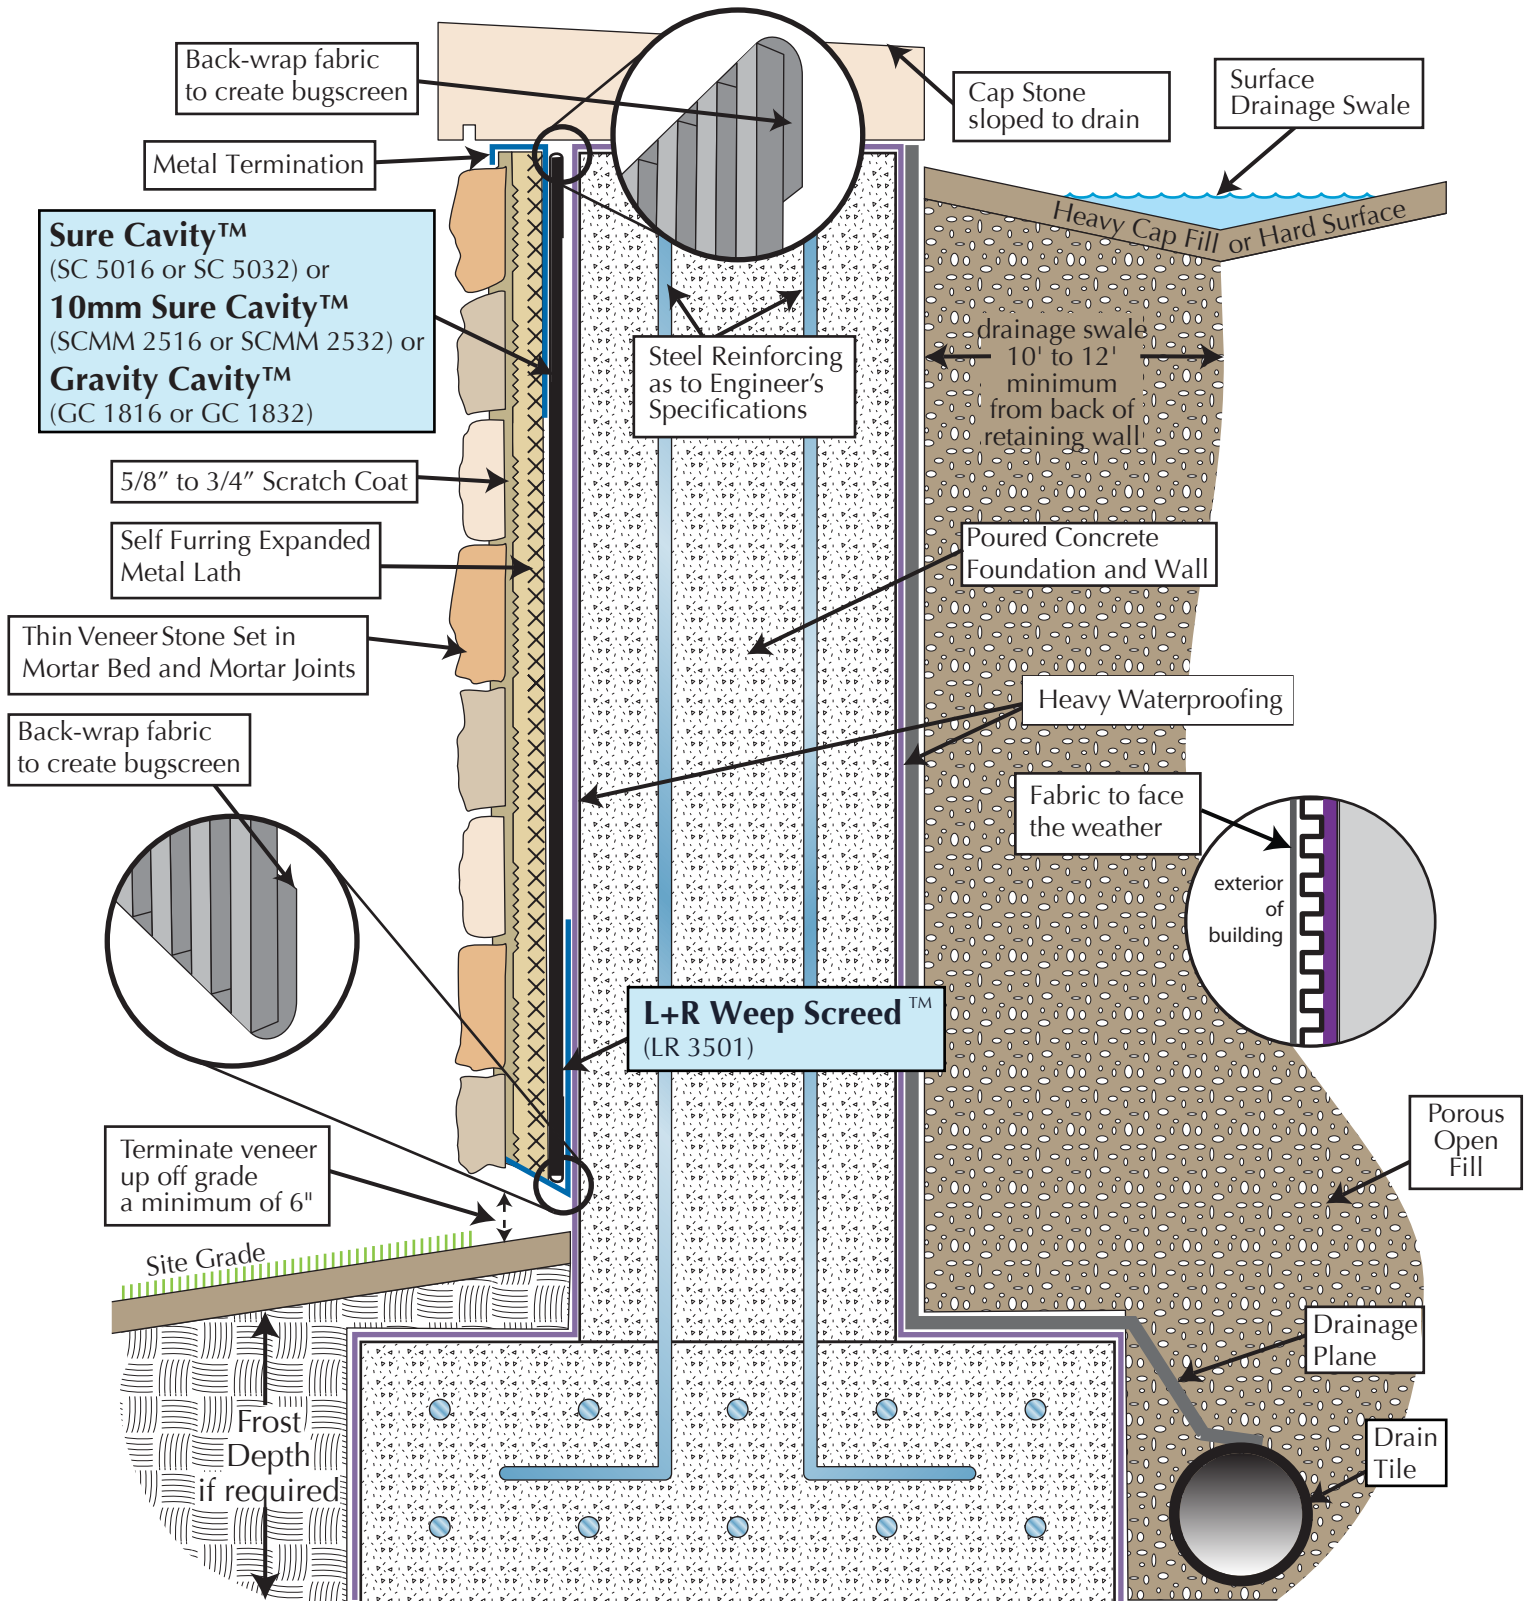 Back-wrap fabric
to create bugscreen
Cap Stone
sloped to drain
Surface
Drainage Swale
Metal Termination
Heavy Cap Fill or Hard Surface
Sure Cavity™
(SC 5016 or SC 5032) or
10mm Sure Cavity™
(SCMM 2516 or SCMM 2532) or
Gravity Cavity™
(GC 1816 or GC 1832)
Steel Reinforcing
as to Engineer's
Specifications
drainage swale
10' to 12'
minimum
from back of
retaining wall
5/8" to 3/4" Scratch Coat
Self Furring Expanded
Metal Lath
Poured Concrete
Foundation and Wall
Thin Veneer Stone Set in
Mortar Bed and Mortar Joints
Heavy Waterproofing
Back-wrap fabric
to create bugscreen
Fabric to face
the weather
exterior
of
building
L+R Weep Screed ™
(LR 3501)
Porous
Open
Fill
Terminate veneer
up off grade
a minimum of 6"
Site Grade
Drainage
Plane
Frost
Depth
if required
Drain
Tile